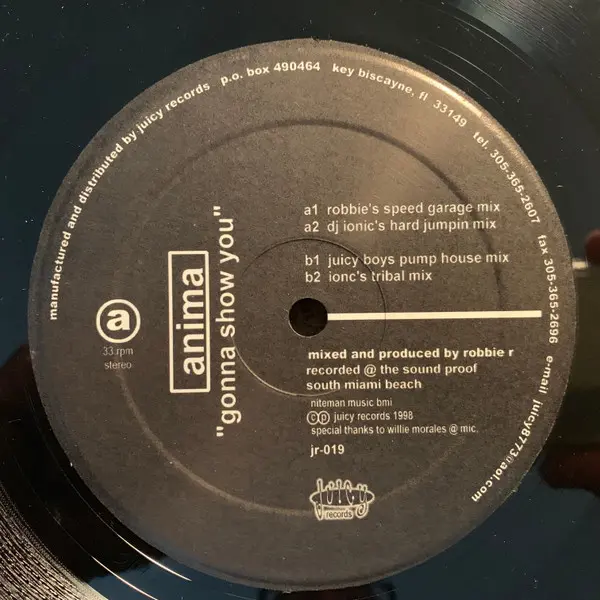 manufactured and distributed by juicy records p.o. box 490464 key biscayne, fl 33149 tel. 305-365-2607 fax 305-365-2696 e-mail juicy8773@aol.com
anima
"gonna show you"
a
33 rpm
stereo
a1 robbie's speed garage mix
a2 dj ionic's hard jumpin mix
b1 juicy boys pump house mix
b2 ionc's tribal mix
mixed and produced by robbie r
recorded @ the sound proof
south miami beach
niteman music bmi
©℗ juicy records 1998
special thanks to willie morales @ mic.
jr-019
juicy
records